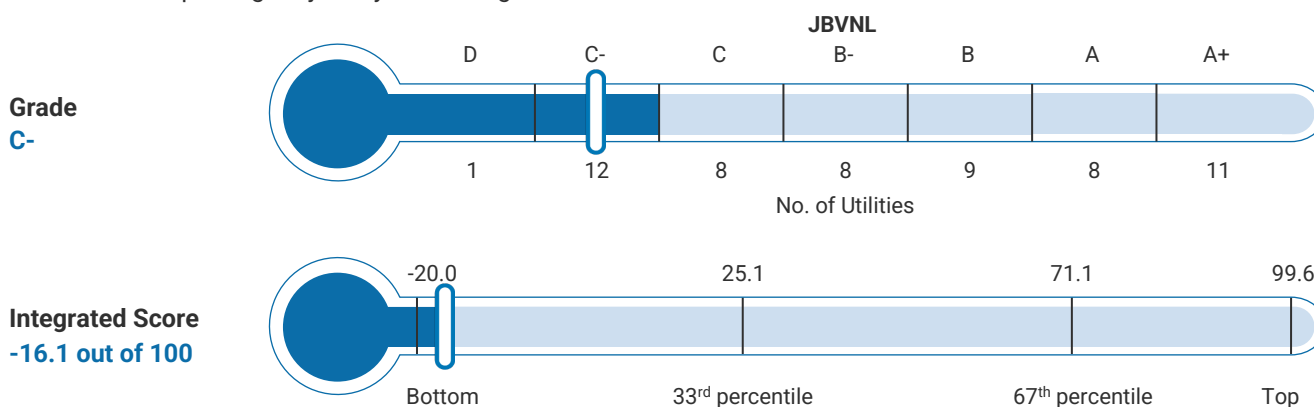 JBVNL
D C- C B- B A A+
Grade
C-
1 12 8 8 9 8 11
No. of Utilities
-20.0 25.1 71.1 99.6
Integrated Score
-16.1 out of 100
Bottom 33rd percentile 67th percentile Top